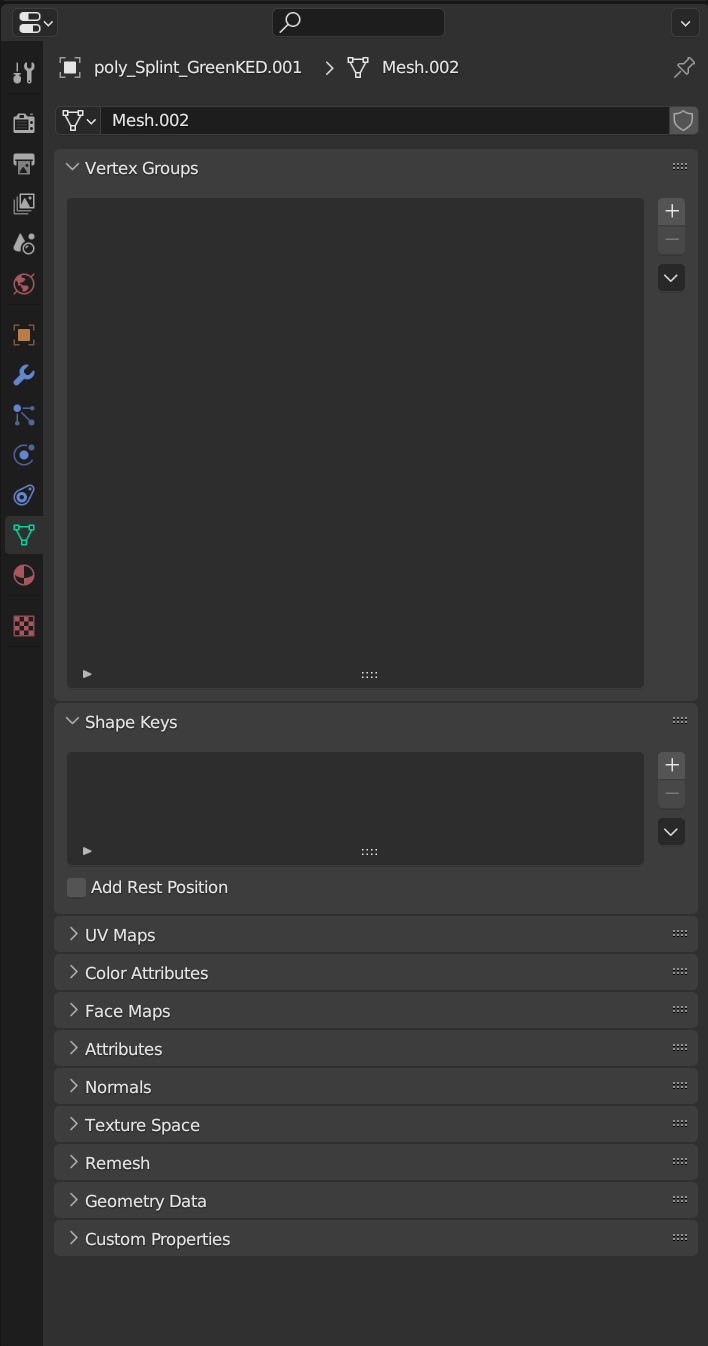 poly_Splint_GreenKED.001 > Mesh.002
Mesh.002
Vertex Groups
Shape Keys
Add Rest Position
UV Maps
Color Attributes
Face Maps
Attributes
Normals
Texture Space
Remesh
Geometry Data
Custom Properties